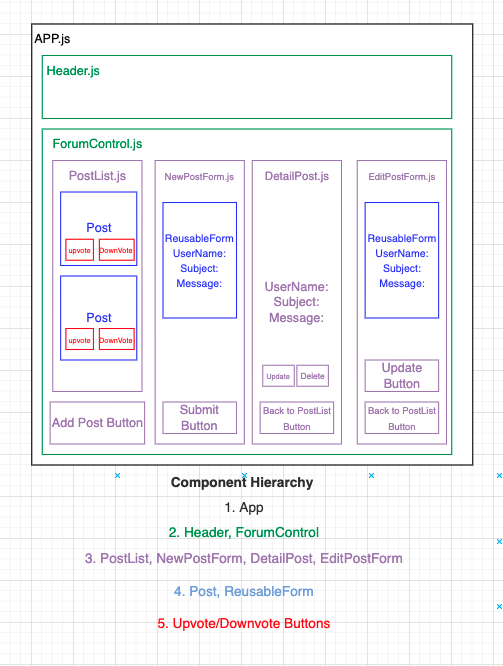 APP.js
Header.js
ForumControl.js
PostList.js
Post
upvote
DownVote
Post
upvote
DownVote
Add Post Button
NewPostForm.js
ReusableForm
UserName:
Subject:
Message:
Submit
Button
DetailPost.js
UserName:
Subject:
Message:
Update
Delete
Back to PostList
Button
EditPostForm.js
ReusableForm
UserName:
Subject:
Message:
Update
Button
Back to PostList
Button
Component Hierarchy
1. App
2. Header, ForumControl
3. PostList, NewPostForm, DetailPost, EditPostForm
4. Post, ReusableForm
5. Upvote/Downvote Buttons